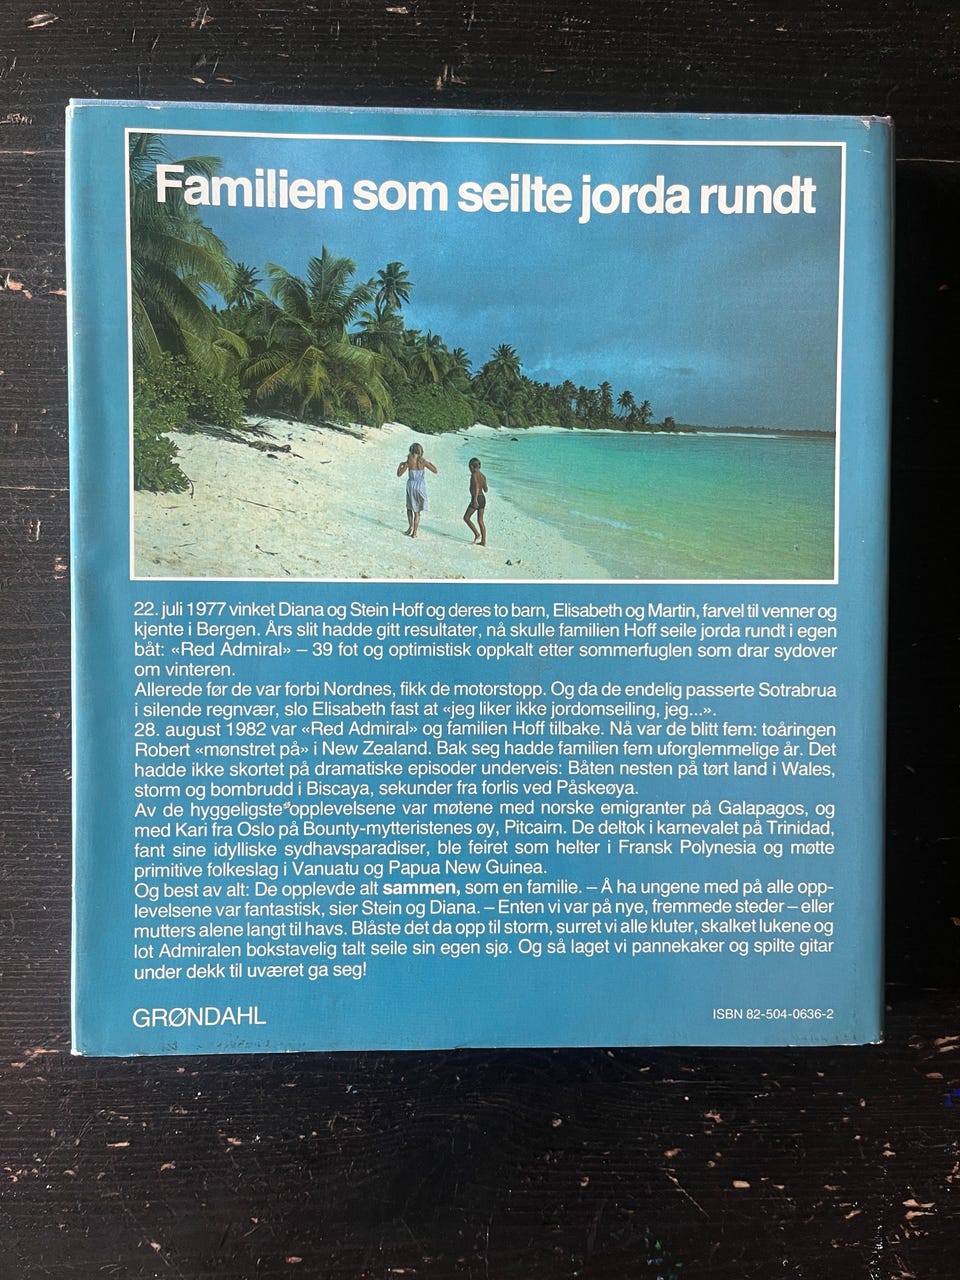 Familien som seilte jorda rundt
22. juli 1977 vinket Diana og Stein Hoff og deres to barn, Elisabeth og Martin, farvel til venner og
kjente i Bergen. Års slit hadde gitt resultater, nå skulle familien Hoff seile jorda rundt i egen
båt: «Red Admiral» – 39 fot og optimistisk oppkalt etter sommerfuglen som drar sydover
om vinteren.
Allerede før de var forbi Nordnes, fikk de motorstopp. Og da de endelig passerte Sotrabrua
i silende regnvær, slo Elisabeth fast at «jeg liker ikke jordomseiling, jeg...».
28. august 1982 var «Red Admiral» og familien Hoff tilbake. Nå var de blitt fem: toåringen
Robert «mønstret på» i New Zealand. Bak seg hadde familien fem uforglemmelige år. Det
hadde ikke skortet på dramatiske episoder underveis: Båten nesten på tørt land i Wales,
storm og bombrudd i Biscaya, sekunder fra forlis ved Påskeøya.
Av de hyggeligste opplevelsene var møtene med norske emigranter på Galapagos, og
med Kari fra Oslo på Bounty-mytteristenes øy, Pitcairn. De deltok i karnevalet på Trinidad,
fant sine idylliske sydhavsparadiser, ble feiret som helter i Fransk Polynesia og møtte
primitive folkeslag i Vanuatu og Papua New Guinea.
Og best av alt: De opplevde alt sammen, som en familie. – Å ha ungene med på alle opp-
levelsene var fantastisk, sier Stein og Diana. – Enten vi var på nye, fremmede steder – eller
mutters alene langt til havs. Blåste det da opp til storm, surret vi alle kluter, skalket lukene og
lot Admiralen bokstavelig talt seile sin egen sjø. Og så laget vi pannekaker og spilte gitar
under dekk til uværet ga seg!
GRØNDAHL
ISBN 82-504-0636-2